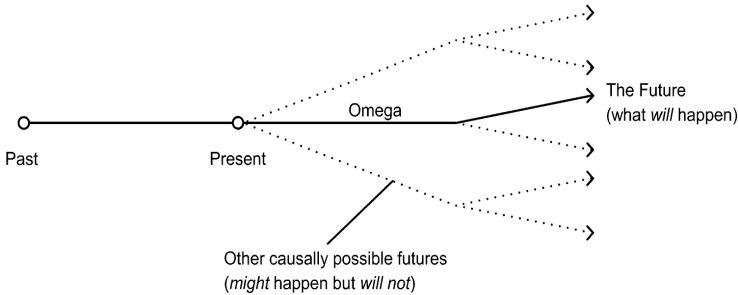 Omega
The Future
(what will happen)
Past
Present
Other causally possible futures
(might happen but will not)